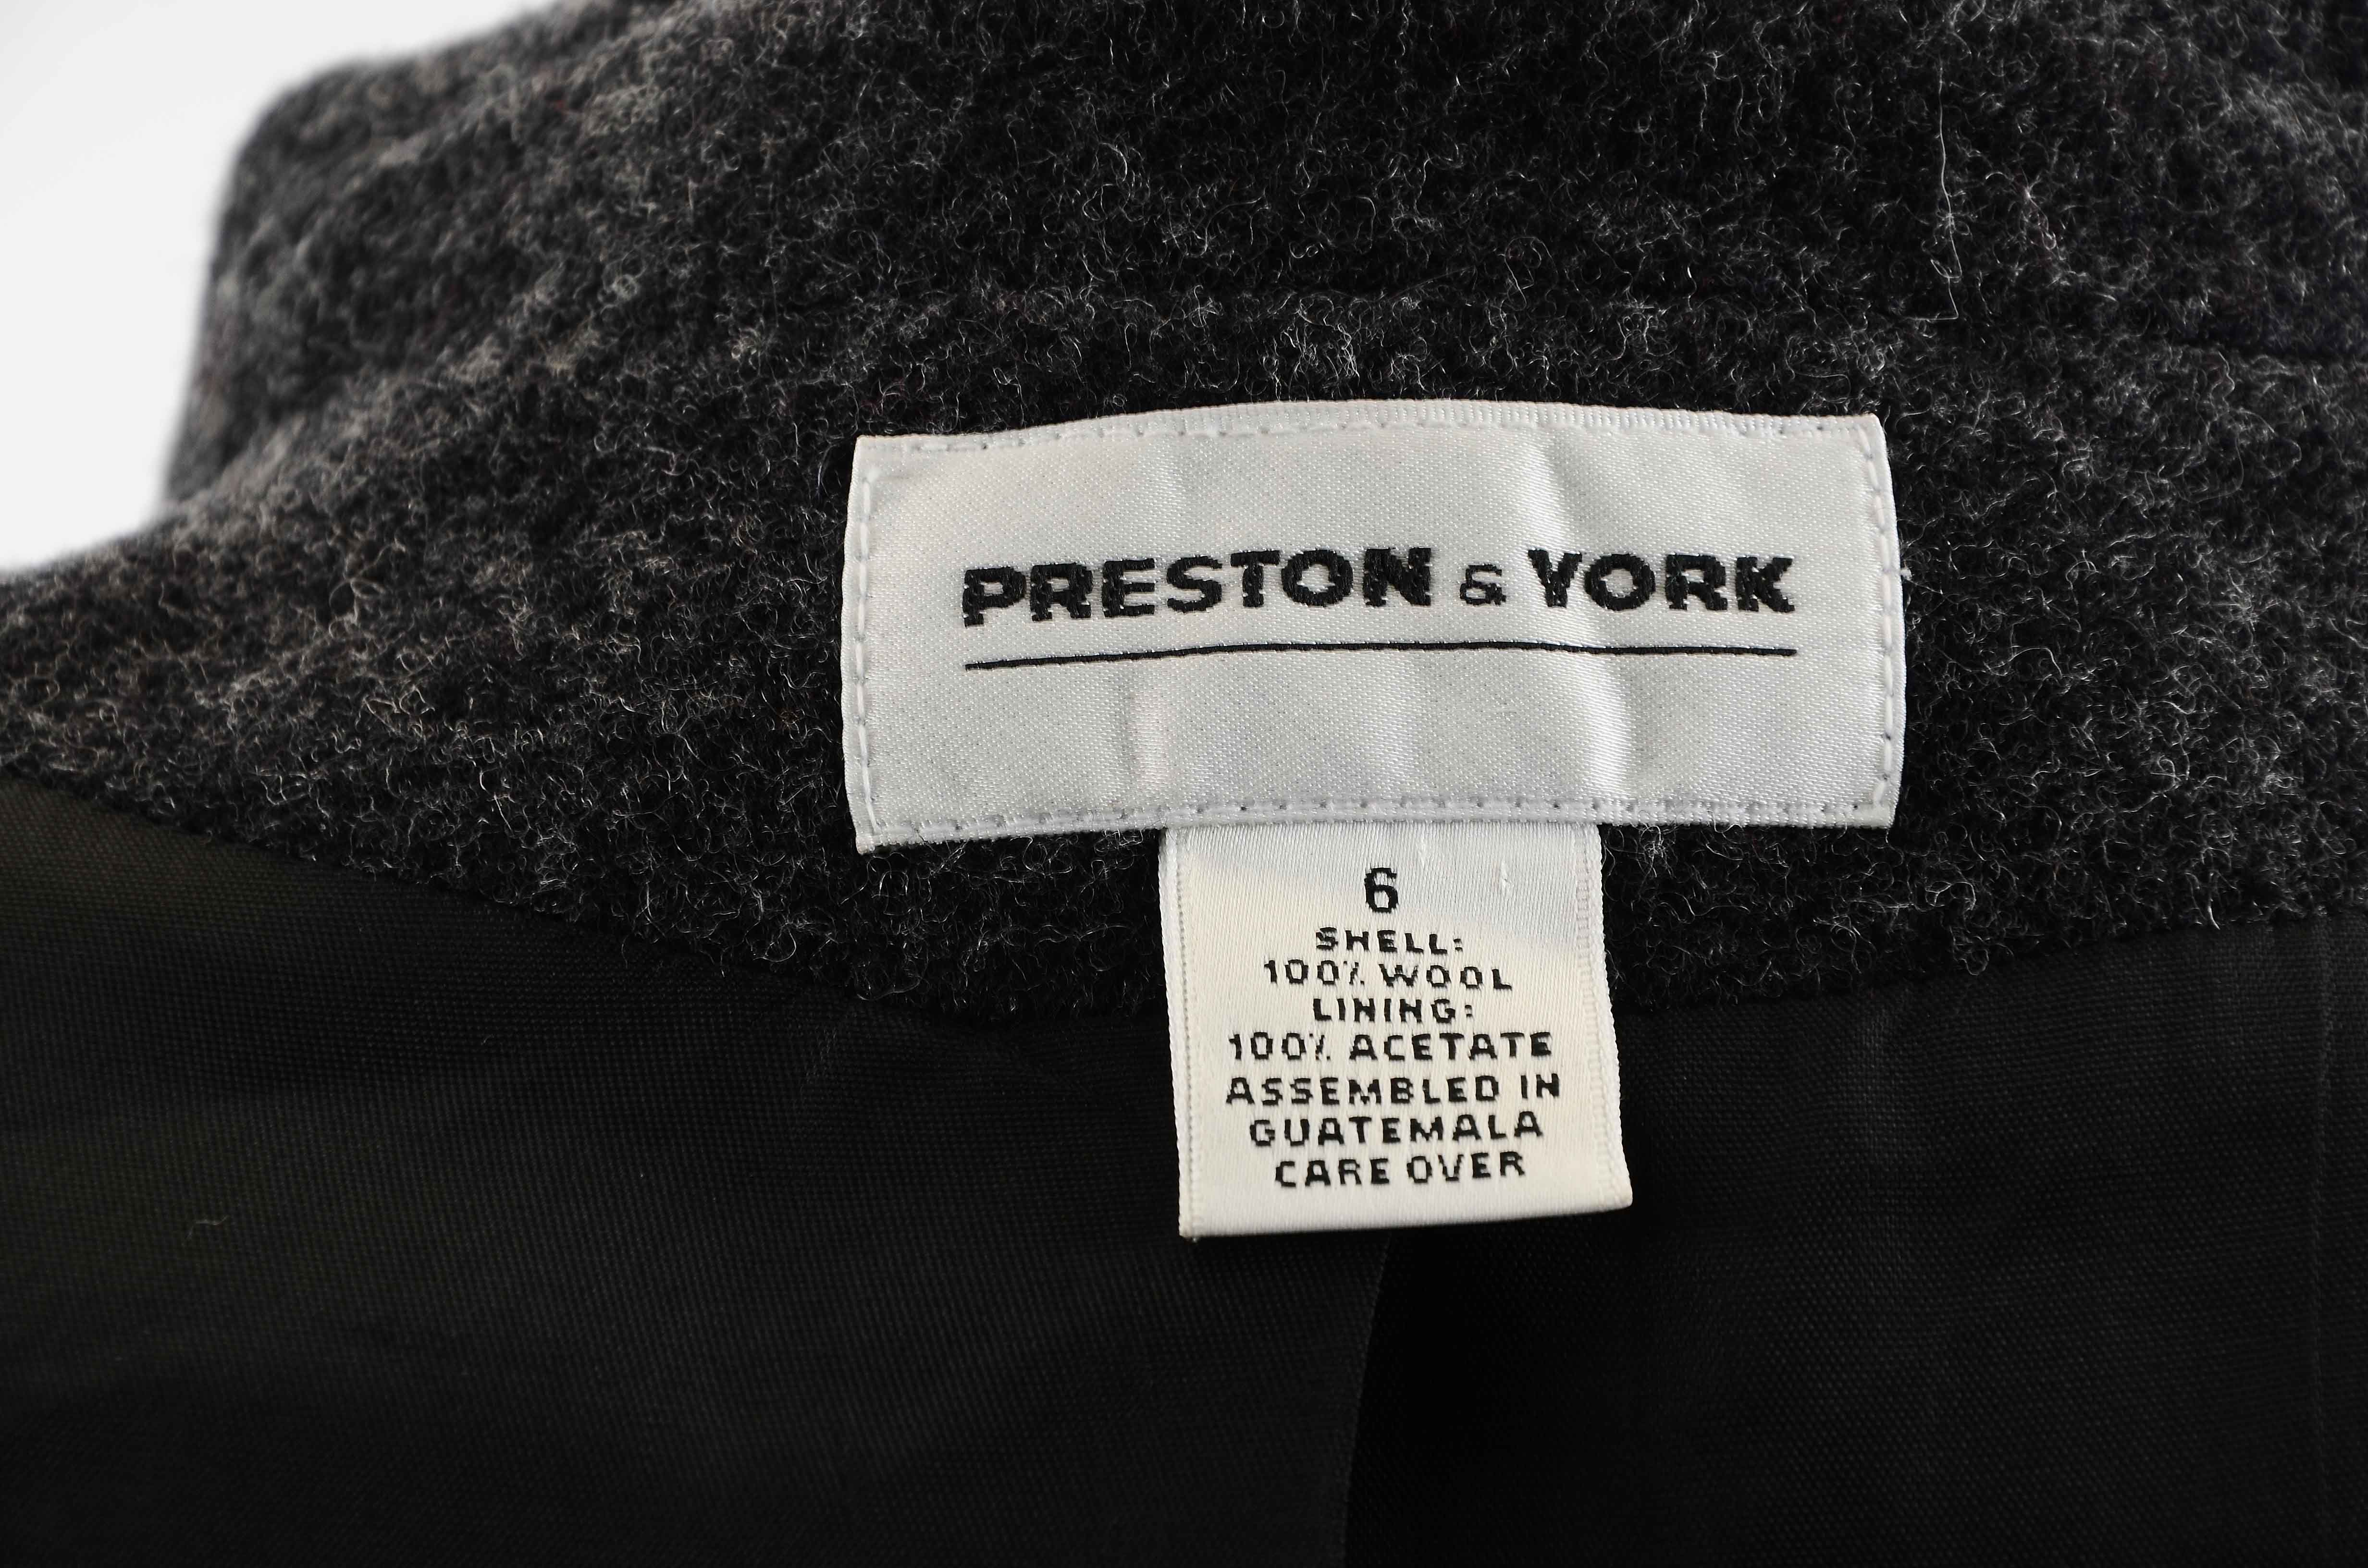 PRESTON & YORK
6
SHELL:
100% WOOL
LINING:
100% ACETATE
ASSEMBLED IN
GUATEMALA
CARE OVER